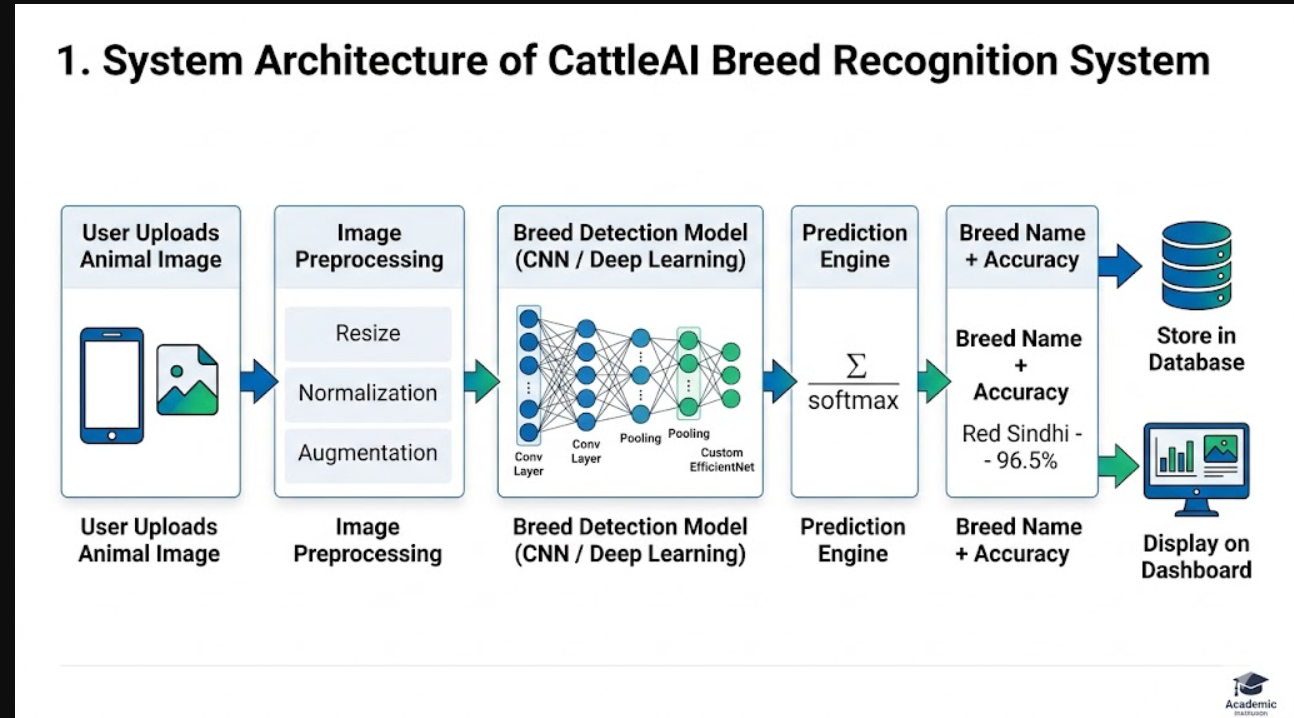 1. System Architecture of CattleAI Breed Recognition System
User Uploads
Animal Image
Image
Preprocessing
Resize
Normalization
Augmentation
Breed Detection Model
(CNN / Deep Learning)
Conv
Layer
Conv
Layer
Pooling
Pooling
Custom
EfficientNet
Prediction
Engine
Σ
softmax
Breed Name
+ Accuracy
Breed Name
+
Accuracy
Red Sindhi -
- 96.5%
Store in
Database
Display on
Dashboard
User Uploads
Animal Image
Image
Preprocessing
Breed Detection Model
(CNN / Deep Learning)
Prediction
Engine
Breed Name
+ Accuracy
Academic